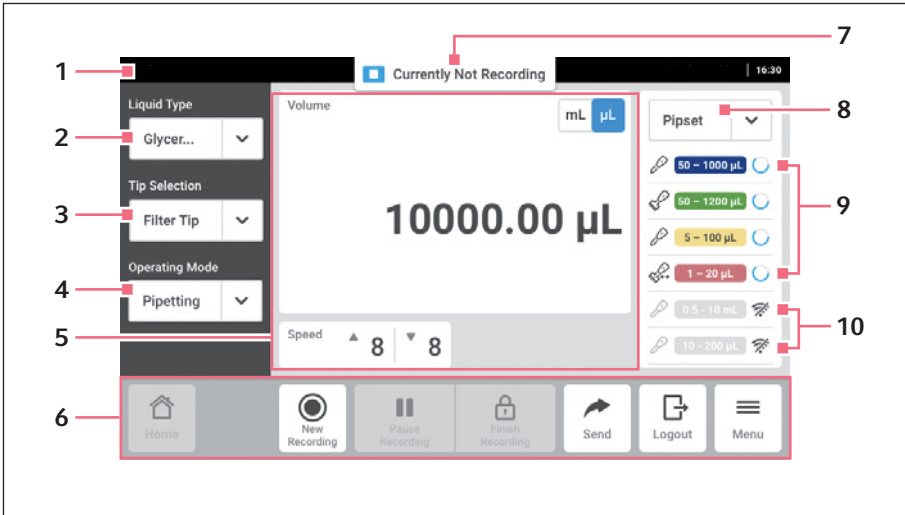 7
1
Currently Not Recording
16:30
Liquid Type
Volume
mL
µL
Pipset
8
2
Glycer...
50 – 1000 µL
Tip Selection
50 – 1200 µL
9
3
Filter Tip
10000.00 µL
5 – 100 µL
Operating Mode
1 – 20 µL
4
Pipetting
0.5 - 10 mL
10
5
Speed
8
8
10 - 200 µL
6
Home
New
Recording
Pause
Recording
Finish
Recording
Send
Logout
Menu